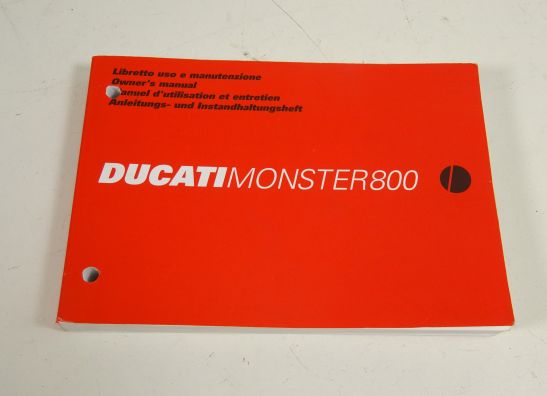 Libretto uso e manutenzione
Owner's manual
Manuel d'utilisation et entretien
Anleitungs- und Instandhaltungsheft
DUCATIMONSTER800